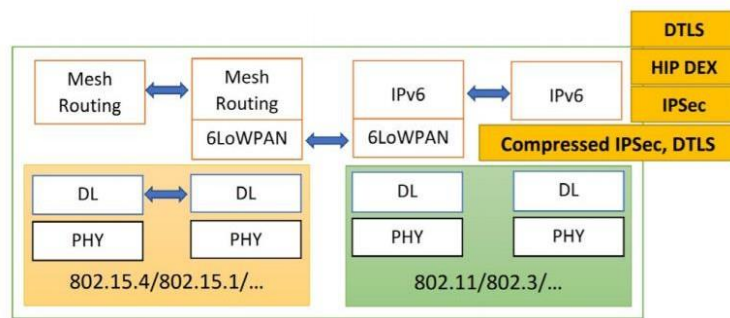 DTLS
HIP DEX
IPSec
Compressed IPSec, DTLS
Mesh
Routing
Mesh
Routing
6LoWPAN
IPv6
6LoWPAN
IPv6
DL
DL
PHY
PHY
802.15.4/802.15.1/...
DL
DL
PHY
PHY
802.11/802.3/...